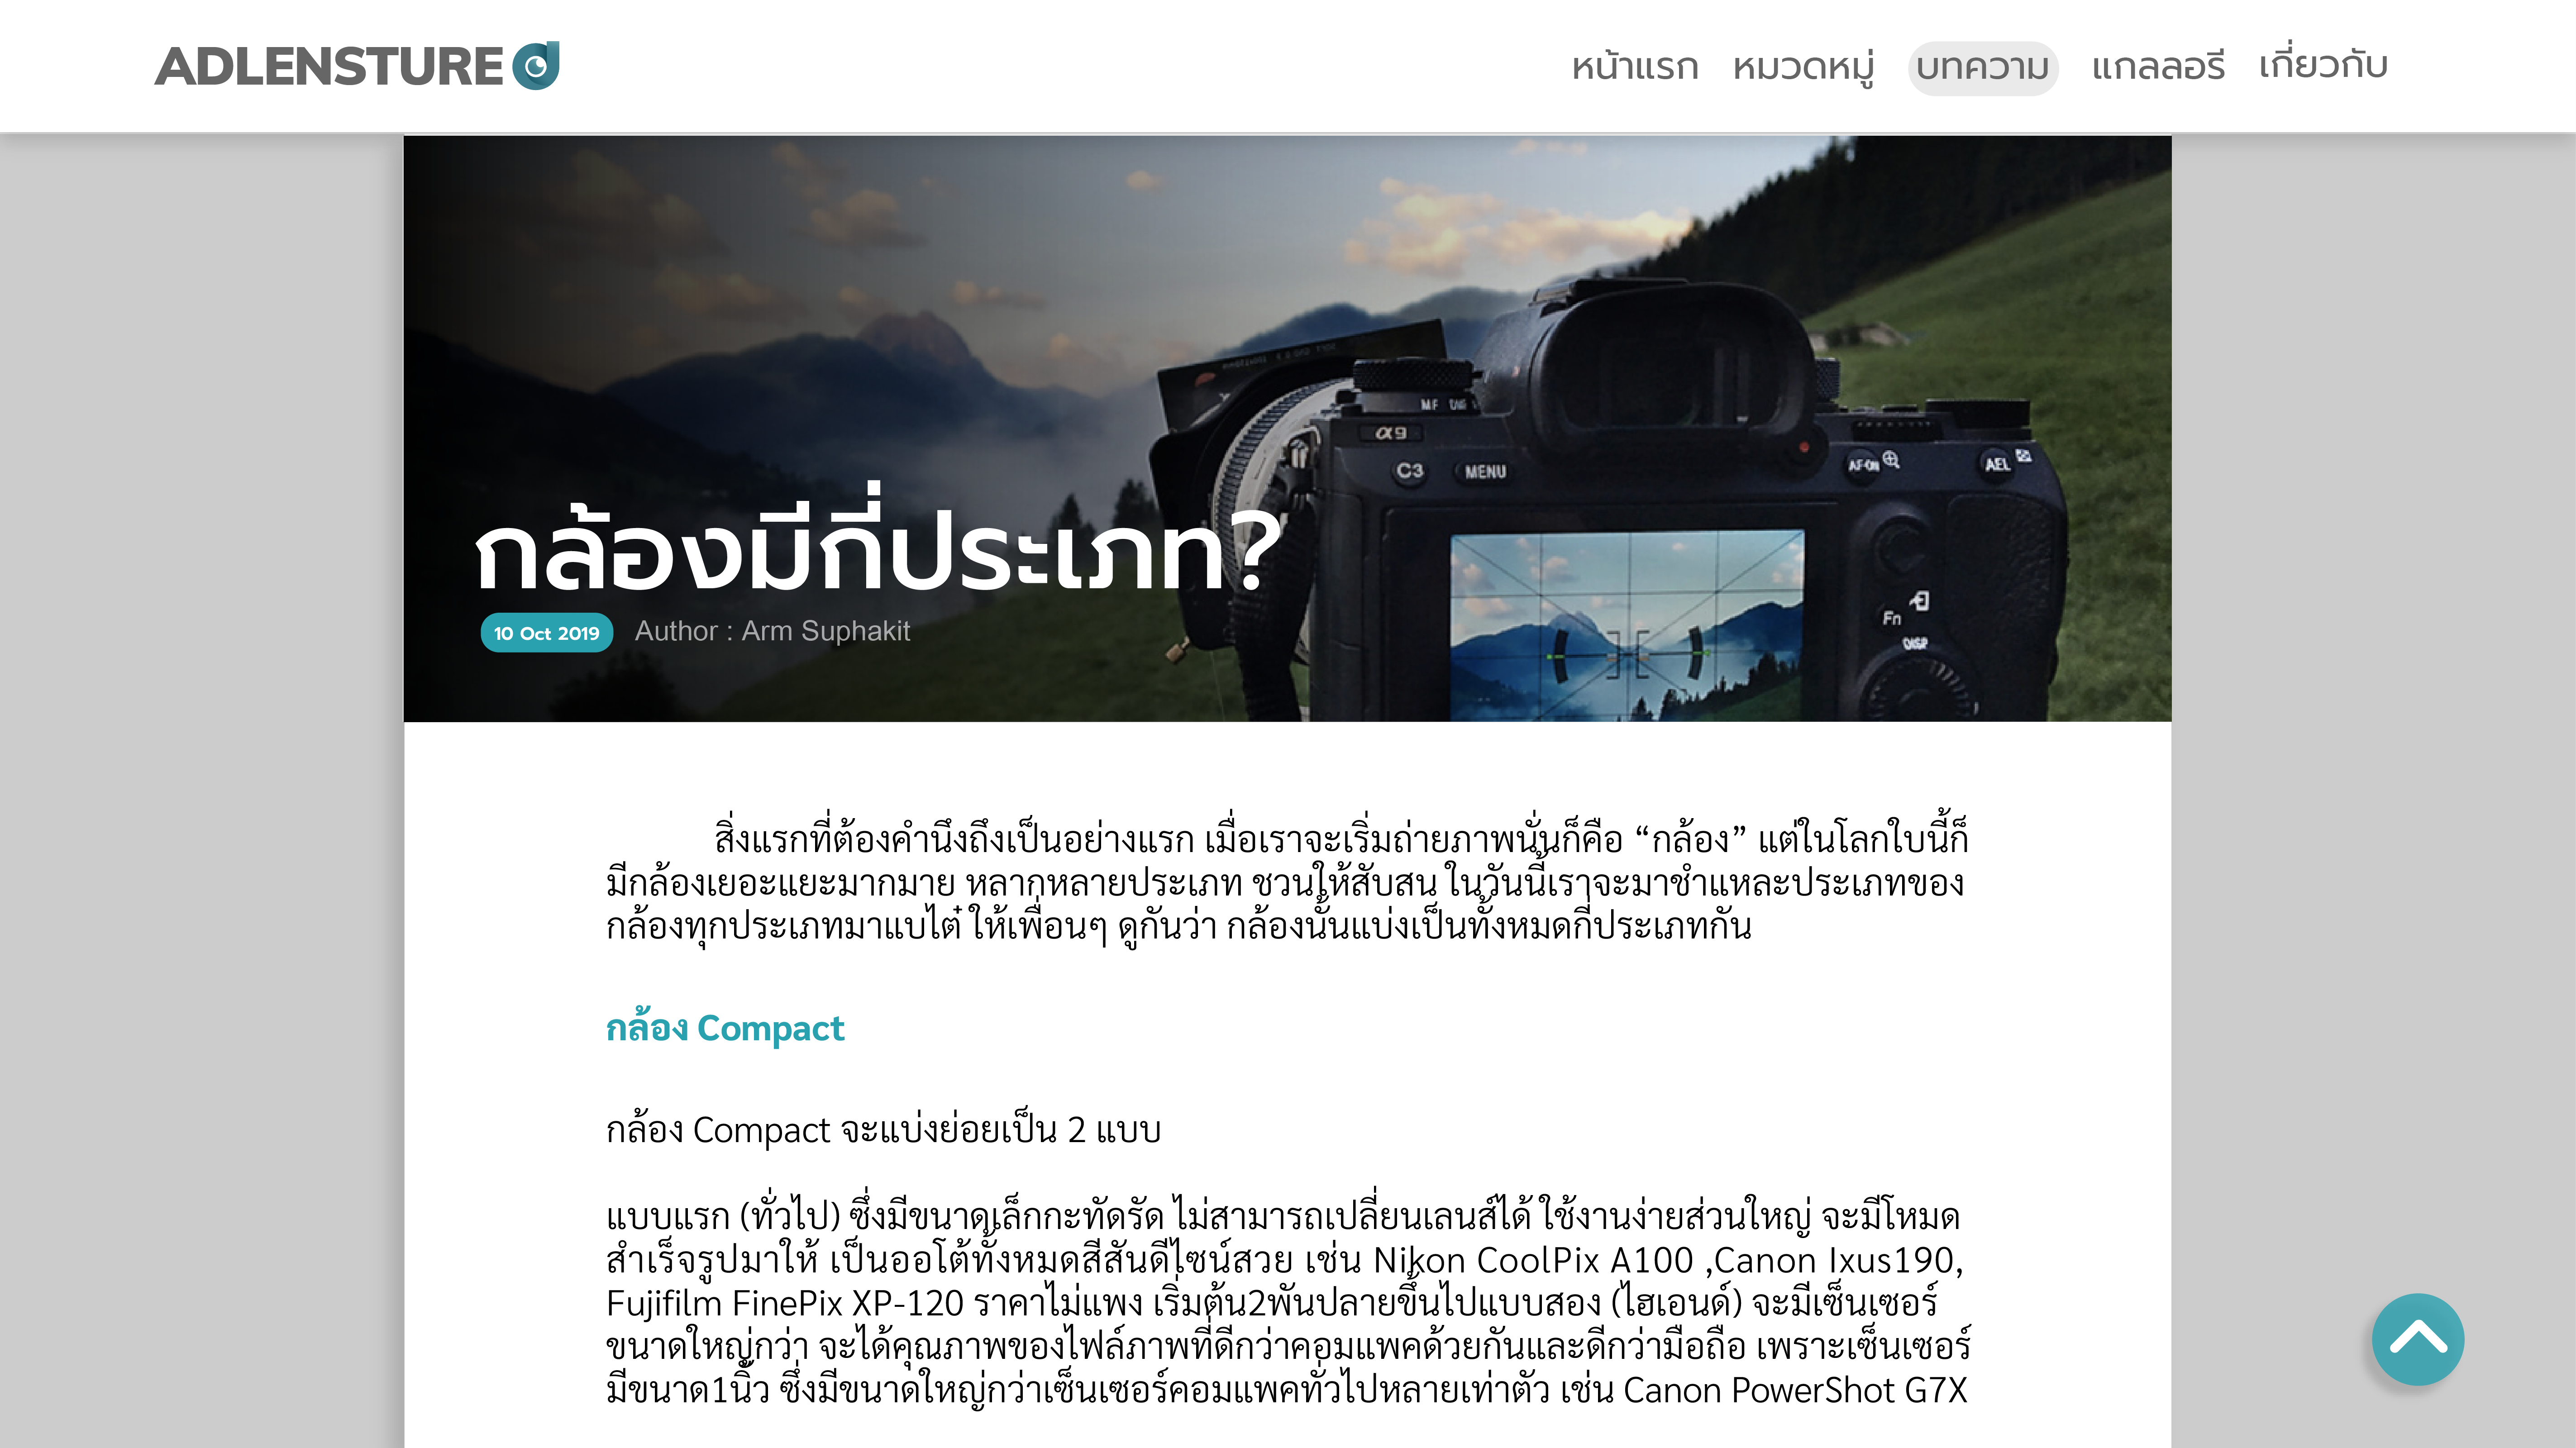 ADLENSTURE
หน้าแรก หมวดหมู่ บทความ แกลลอรี เกี่ยวกับ
MF
α9
C3 MENU
AF-ON AEL
Fn
DISP
กล้องมีกี่ประเภท?
10 Oct 2019 Author : Arm Suphakit
สิ่งแรกที่ต้องคำนึงถึงเป็นอย่างแรก เมื่อเราจะเริ่มถ่ายภาพนั่นก็คือ “กล้อง” แต่ในโลกใบนี้ก็
มีกล้องเยอะแยะมากมาย หลากหลายประเภท ชวนให้สับสน ในวันนี้เราจะมาชำแหละประเภทของ
กล้องทุกประเภทมาแบไต๋ ให้เพื่อนๆ ดูกันว่า กล้องนั้นแบ่งเป็นทั้งหมดกี่ประเภทกัน
กล้อง Compact
กล้อง Compact จะแบ่งย่อยเป็น 2 แบบ
แบบแรก (ทั่วไป) ซึ่งมีขนาดเล็กกะทัดรัด ไม่สามารถเปลี่ยนเลนส์ได้ ใช้งานง่ายส่วนใหญ่ จะมีโหมด
สำเร็จรูปมาให้ เป็นออโต้ทั้งหมดสีสันดีไซน์สวย เช่น Nikon CoolPix A100 ,Canon Ixus190,
Fujifilm FinePix XP-120 ราคาไม่แพง เริ่มต้น2พันปลายขึ้นไปแบบสอง (ไฮเอนด์) จะมีเซ็นเซอร์
ขนาดใหญ่กว่า จะได้คุณภาพของไฟล์ภาพที่ดีกว่าคอมแพคด้วยกันและดีกว่ามือถือ เพราะเซ็นเซอร์
มีขนาด1นิ้ว ซึ่งมีขนาดใหญ่กว่าเซ็นเซอร์คอมแพคทั่วไปหลายเท่าตัว เช่น Canon PowerShot G7X